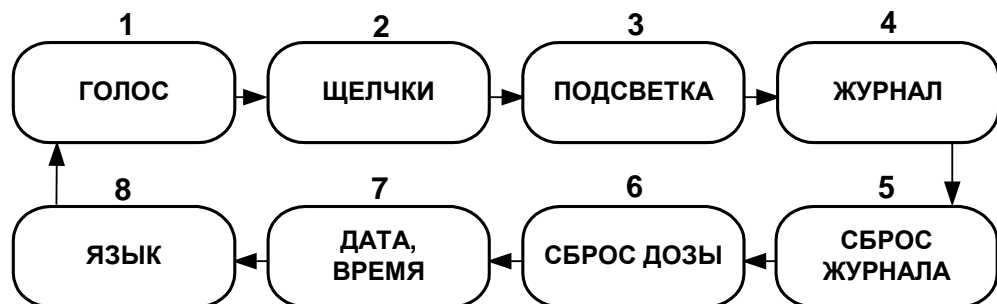 1 2 3 4
ГОЛОС ЩЕЛЧКИ ПОДСВЕТКА ЖУРНАЛ
8 7 6 5
ЯЗЫК ДАТА, ВРЕМЯ СБРОС ДОЗЫ СБРОС ЖУРНАЛА